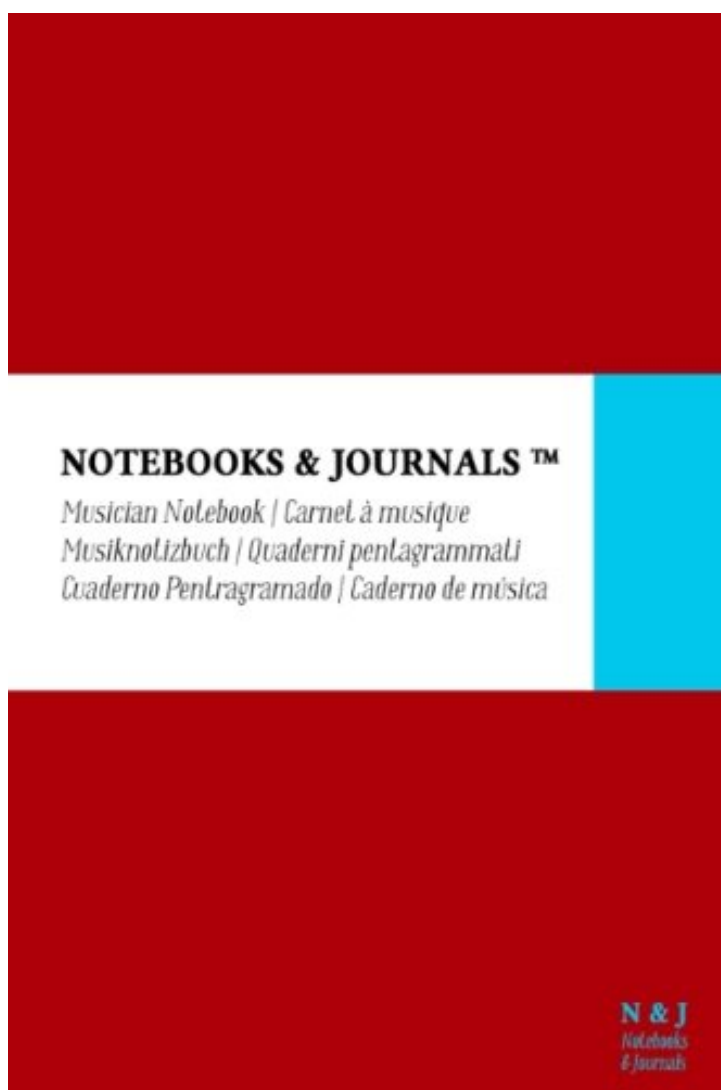 NOTEBOOKS & JOURNALS ™
Musician Notebook | Carnet à musique
Musiknotizbuch | Quaderni pentagrammati
Cuaderno Pentragramado | Caderno de música
N & J
Notebooks
& Journals